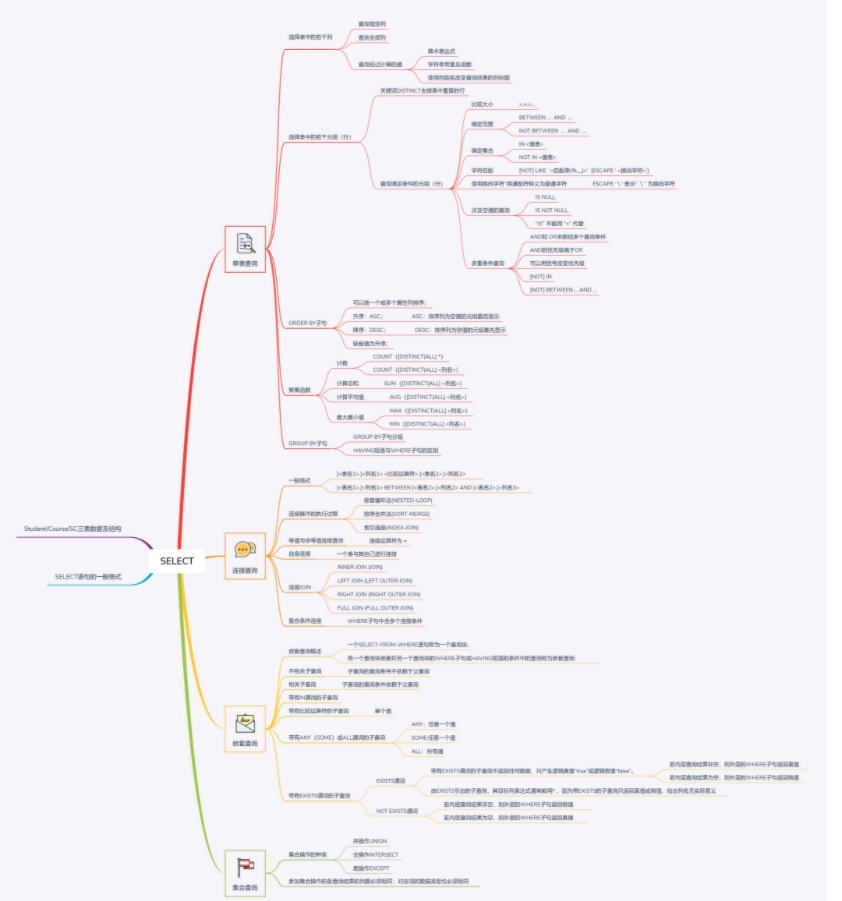 SELECT
Student/Course/SC三表数据及结构
SELECT语句的一般格式
单表查询
选择表中的若干列
查询指定列
查询全部列
查询经过计算的值
算术表达式
字符串常量及函数
使用列别名改变查询结果的列标题
选择表中的若干元组（行）
关键词DISTINCT去掉表中重复的行
查询满足条件的元组（行）
比较大小
>,<,=,...
确定范围
BETWEEN ... AND ...
NOT BETWEEN ... AND ...
确定集合
IN <值表>
NOT IN <值表>
字符匹配
[NOT] LIKE '<匹配串(%,_)>' [ESCAPE '<换码字符>']
使用换码字符'将通配符转义为普通字符
ESCAPE '\' 表示" \ " 为换码字符
涉及空值的查询
IS NULL
IS NOT NULL
"IS" 不能用 "=" 代替
多重条件查询
AND和 OR来联结多个查询条件
AND的优先级高于OR
可以用括号改变优先级
[NOT] IN
[NOT] BETWEEN ... AND ...
ORDER BY子句
可以按一个或多个属性列排序；
升序：ASC；
ASC：排序列为空值的元组最后显示
降序：DESC；
DESC：排序列为空值的元组最先显示
缺省值为升序；
聚集函数
计数
COUNT（[DISTINCT|ALL] *）
COUNT（[DISTINCT|ALL] <列名>）
计算总和
SUM（[DISTINCT|ALL] <列名>）
计算平均值
AVG（[DISTINCT|ALL] <列名>）
最大最小值
MAX（[DISTINCT|ALL] <列名>）
MIN（[DISTINCT|ALL] <列名>）
GROUP BY子句
GROUP BY子句分组
HAVING短语与WHERE子句的区别
连接查询
一般格式
[<表名1>.]<列名1> <比较运算符> [<表名2>.]<列名2>
[<表名1>.]<列名1> BETWEEN [<表名2>.]<列名2> AND [<表名2>.]<列名3>
连接操作的执行过程
嵌套循环法(NESTED-LOOP)
排序合并法(SORT-MERGE)
索引连接(INDEX-JOIN)
等值与非等值连接查询
连接运算符为 =
自身连接
一个表与其自己进行连接
连接JOIN
INNER JOIN (JOIN)
LEFT JOIN (LEFT OUTER JOIN)
RIGHT JOIN (RIGHT OUTER JOIN)
FULL JOIN (FULL OUTER JOIN)
复合条件连接
WHERE子句中含多个连接条件
嵌套查询
嵌套查询概述
一个SELECT-FROM-WHERE语句称为一个查询块;
将一个查询块嵌套在另一个查询块的WHERE子句或HAVING短语的条件中的查询称为嵌套查询;
不相关子查询
子查询的查询条件不依赖于父查询
相关子查询
子查询的查询条件依赖于父查询
带有IN谓词的子查询
带有比较运算符的子查询
单个值
带有ANY（SOME）或ALL谓词的子查询
ANY：任意一个值
SOME:任意一个值
ALL：所有值
带有EXISTS谓词的子查询
EXISTS谓词
带有EXISTS谓词的子查询不返回任何数据，只产生逻辑真值"true"或逻辑假值"false"。
若内层查询结果非空，则外层的WHERE子句返回真值
若内层查询结果为空，则外层的WHERE子句返回假值
由EXISTS引出的子查询，其目标列表达式通常都用*，因为带EXISTS的子查询只返回真值或假值，给出列名无实际意义
NOT EXISTS谓词
若内层查询结果非空，则外层的WHERE子句返回假值
若内层查询结果为空，则外层的WHERE子句返回真值
集合查询
集合操作的种类
并操作UNION
交操作INTERSECT
差操作EXCEPT
参加集合操作的各查询结果的列数必须相同；对应项的数据类型也必须相同